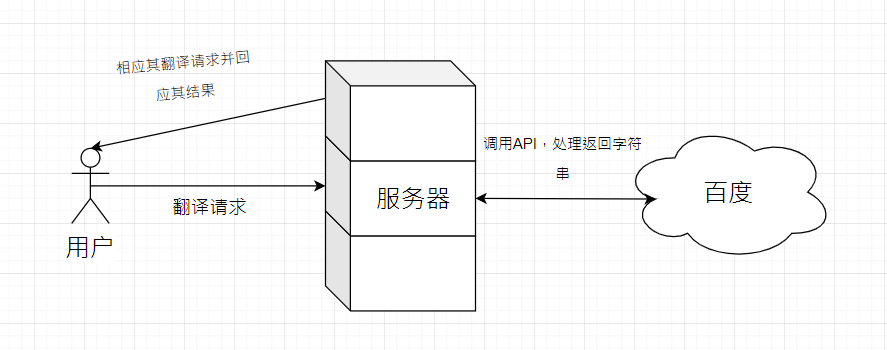 相应其翻译请求并回
应其结果
调用API，处理返回字符
串
服务器
百度
翻译请求
用户